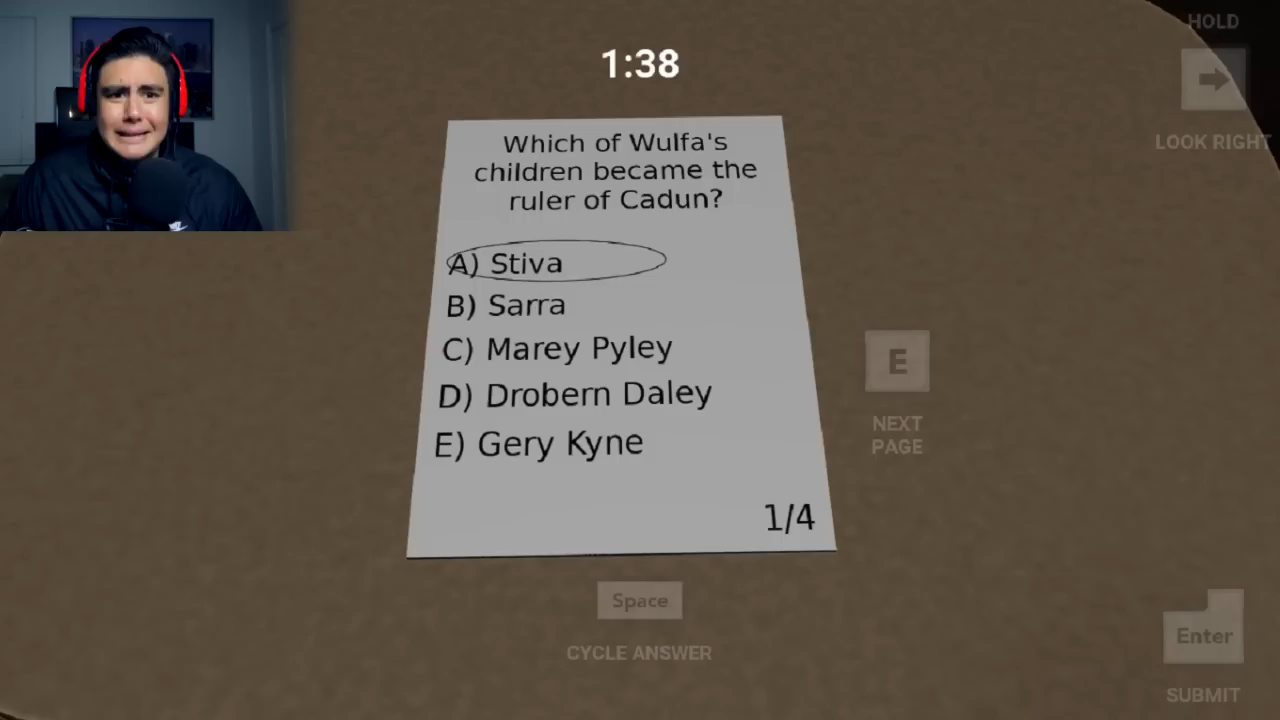 HOLD
1:38
LOOK RIGHT
Which of Wulfa's
children became the
ruler of Cadun?
A) Stiva
B) Sarra
C) Marey Pyley
D) Drobern Daley
E) Gery Kyne
1/4
E
NEXT
PAGE
Space
CYCLE ANSWER
Enter
SUBMIT